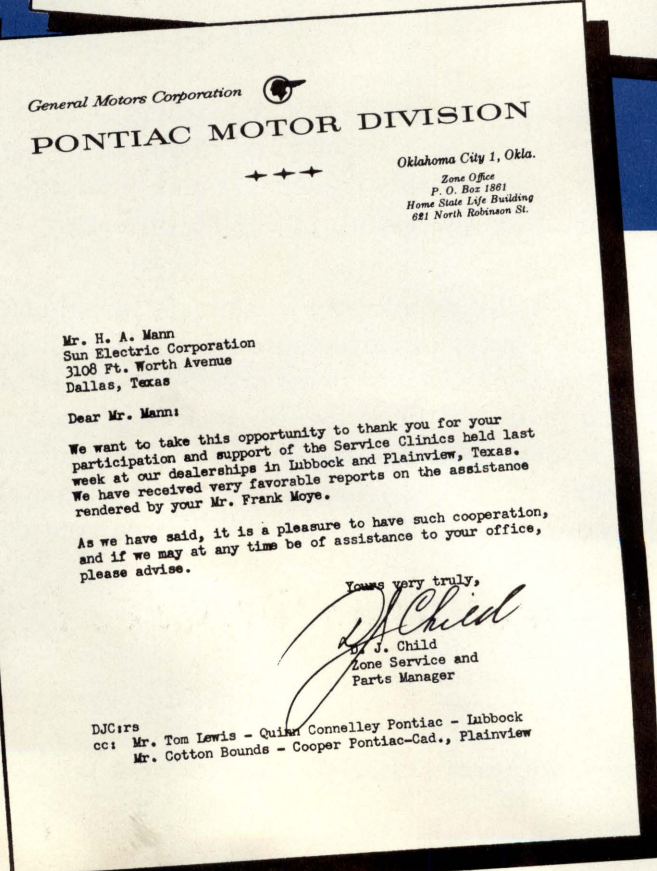 General Motors Corporation
PONTIAC MOTOR DIVISION
Oklahoma City 1, Okla.
Zone Office
P. O. Box 1861
Home State Life Building
621 North Robinson St.
Mr. H. A. Mann
Sun Electric Corporation
3108 Ft. Worth Avenue
Dallas, Texas
Dear Mr. Mann:
We want to take this opportunity to thank you for your
participation and support of the Service Clinics held last
week at our dealerships in Lubbock and Plainview, Texas.
We have received very favorable reports on the assistance
rendered by your Mr. Frank Moye.
As we have said, it is a pleasure to have such cooperation,
and if we may at any time be of assistance to your office,
please advise.
Yours very truly,
D J Child
D. J. Child
Zone Service and
Parts Manager
DJC:rs
cc: Mr. Tom Lewis - Quinn Connelley Pontiac - Lubbock
Mr. Cotton Bounds - Cooper Pontiac-Cad., Plainview